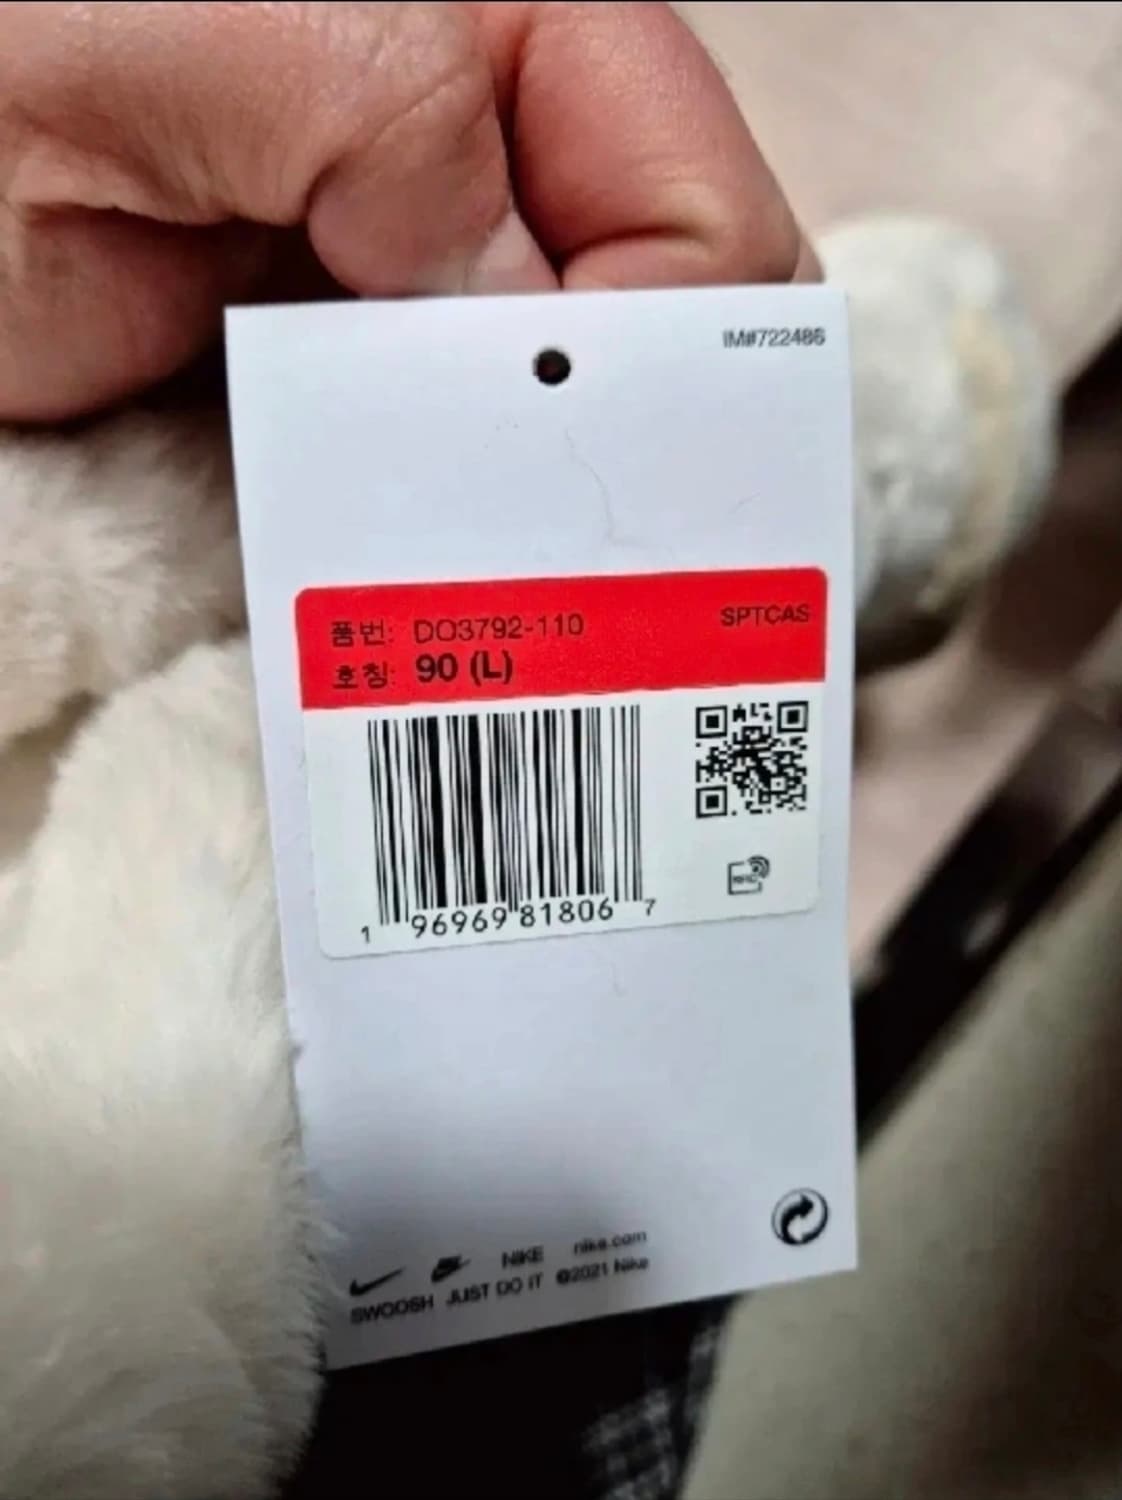 IM#722486
품번: DO3792-110 SPTCAS
호칭: 90 (L)
1 96969 81806 7
NIKE nike.com
SWOOSH JUST DO IT ©2021 Nike